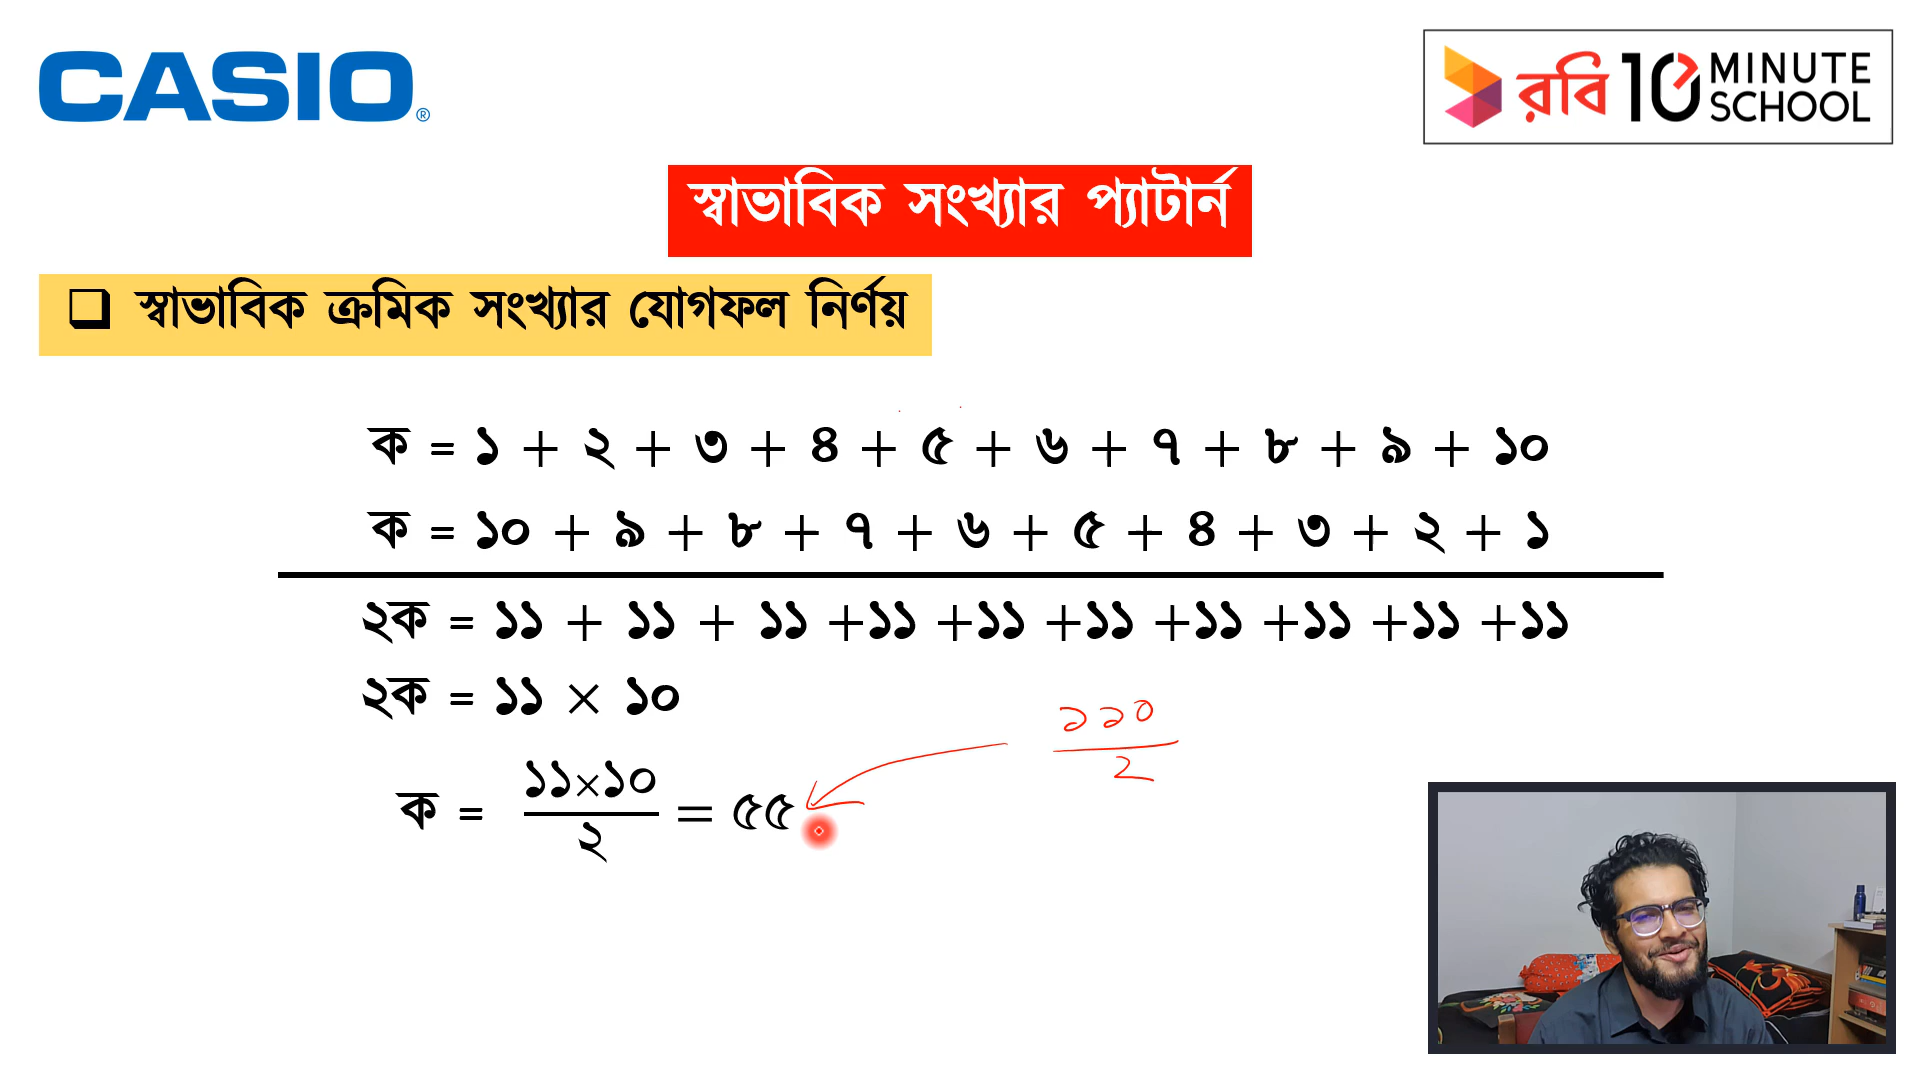 CASIO®
রবি 10 MINUTE SCHOOL
স্বাভাবিক সংখ্যার প্যাটার্ন
❑ স্বাভাবিক ক্রমিক সংখ্যার যোগফল নির্ণয়
ক = ১ + ২ + ৩ + ৪ + ৫ + ৬ + ৭ + ৮ + ৯ + ১০
ক = ১০ + ৯ + ৮ + ৭ + ৬ + ৫ + ৪ + ৩ + ২ + ১
২ক = ১১ + ১১ + ১১ +১১ +১১ +১১ +১১ +১১ +১১ +১১
২ক = ১১ × ১০
ক = ১১×১০/২ = ৫৫
১১০/২